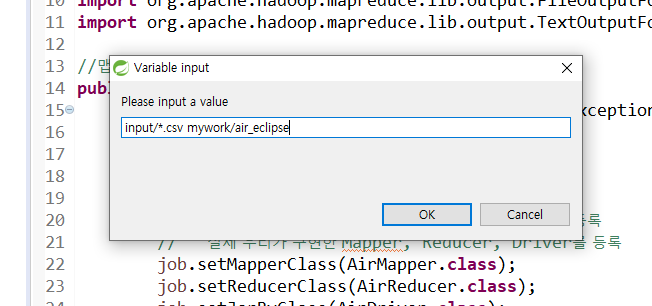 10 import org.apache.hadoop.mapreduce.lib.output.FileOutputFo
11 import org.apache.hadoop.mapreduce.lib.output.TextOutputFo
12
13 //맵
Variable input
14 pu
Please input a value
15 xception
input/*.csv mywork/air_eclipse
16
17
18
19
OK Cancel
20 록
21 // 실제 우리가 구현한 Mapper, Reducer, Driver를 등록
22 job.setMapperClass(AirMapper.class);
23 job.setReducerClass(AirReducer.class);
24 job.setJarByClass(AirDriver.class);